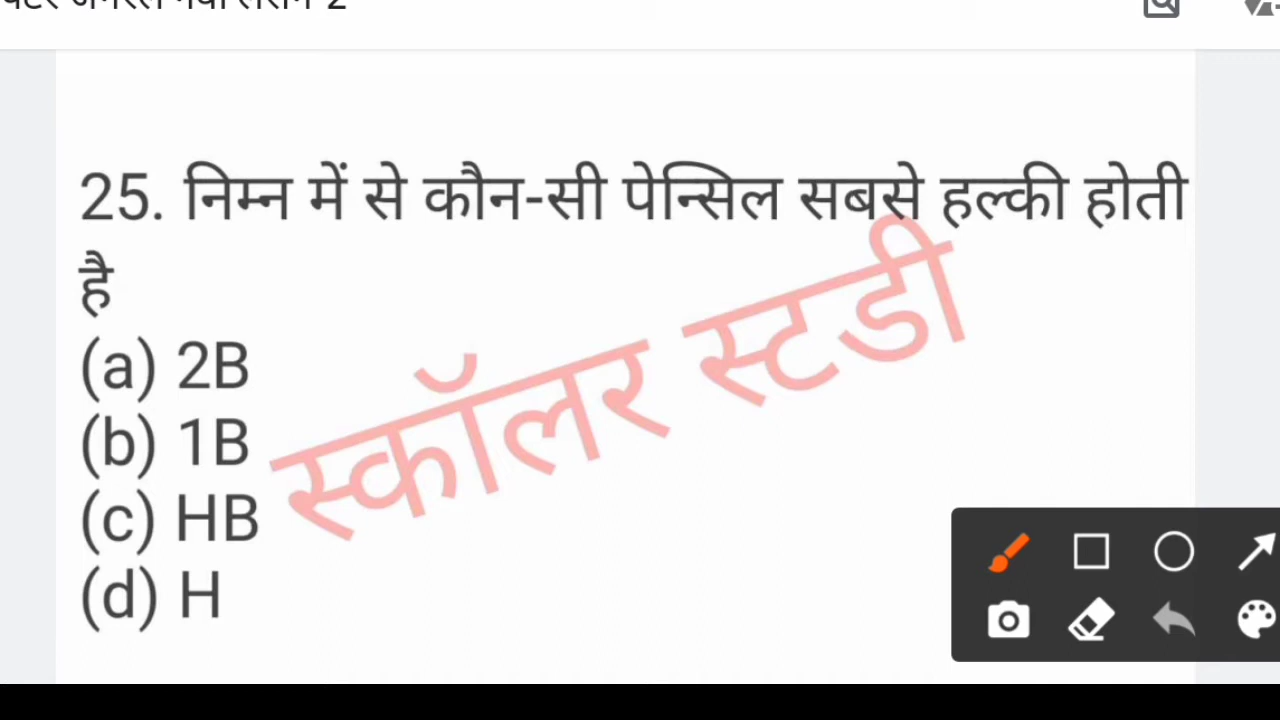 25. निम्न में से कौन-सी पेन्सिल सबसे हल्की होती
है
(a) 2B
(b) 1B
(c) HB
(d) H
स्कॉलर स्टडी